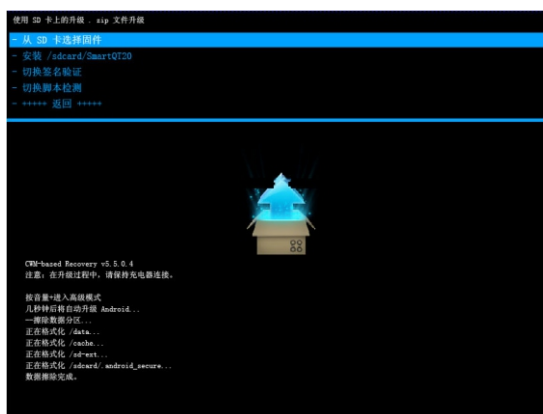 使用 SD 卡上的升级 . zip 文件升级
- 从 SD 卡选择固件
- 安装 /sdcard/SmartQT20
- 切换签名验证
- 切换脚本检测
- +++++ 返回 +++++
CWM-based Recovery v5.5.0.4
注意: 在升级过程中, 请保持充电器连接。
按音量+进入高级模式
几秒钟后将自动升级 Android...
--擦除数据分区...
正在格式化 /data...
正在格式化 /cache...
正在格式化 /sd-ext...
正在格式化 /sdcard/.android_secure...
数据擦除完成。